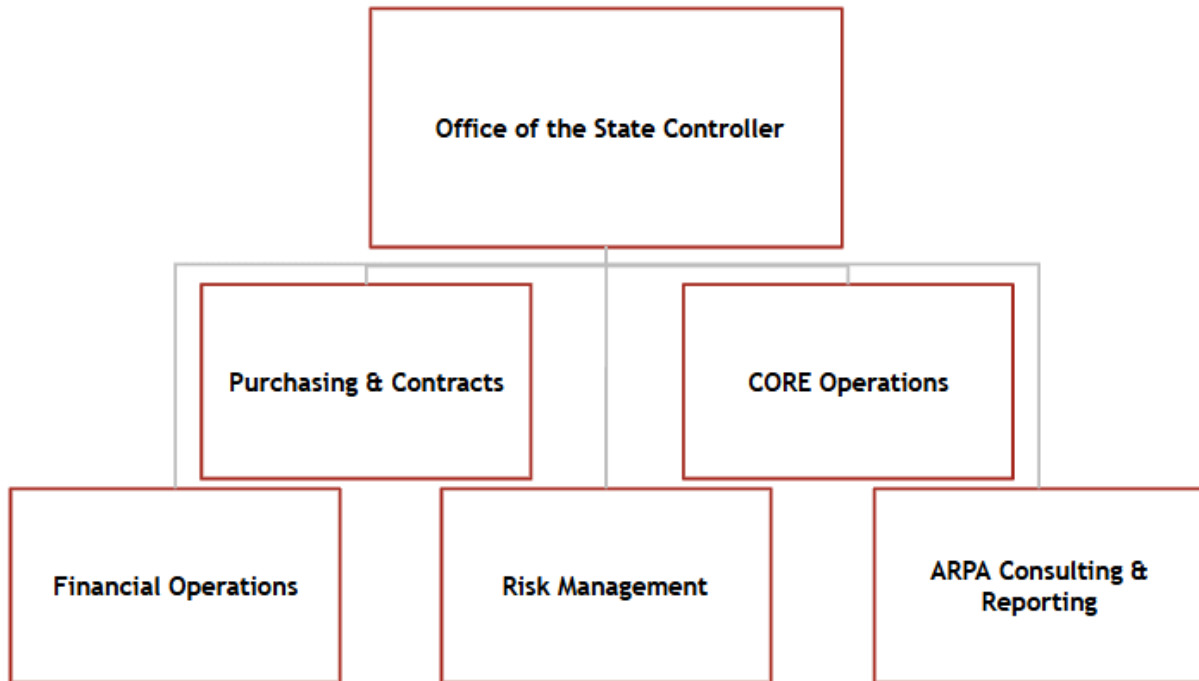 Office of the State Controller
Purchasing & Contracts
CORE Operations
Financial Operations
Risk Management
ARPA Consulting &
Reporting